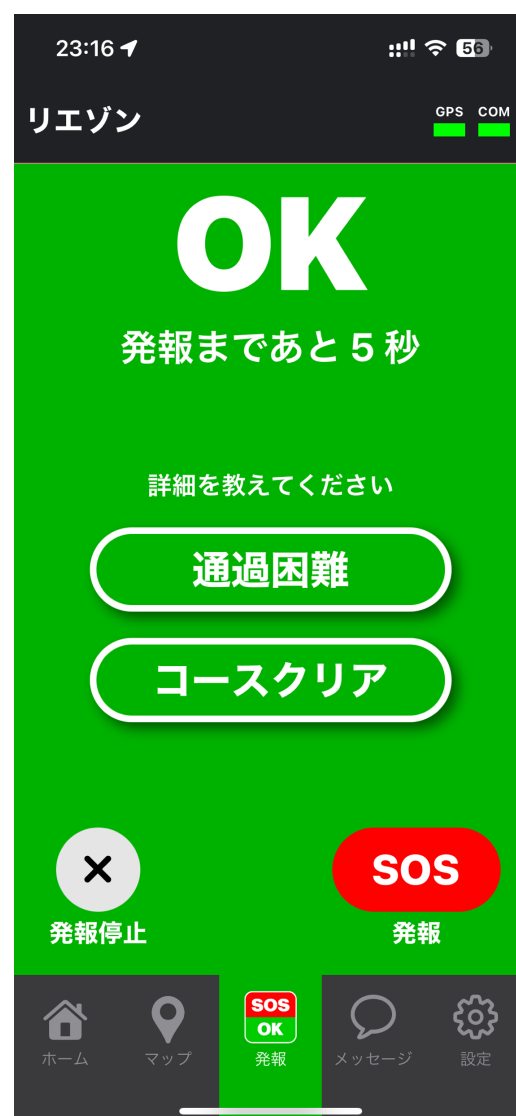 23:16
56
リエゾン
GPS COM
OK
発報まであと 5 秒
詳細を教えてください
通過困難
コースクリア
SOS
発報停止
発報
SOS
OK
ホーム
マップ
発報
メッセージ
設定